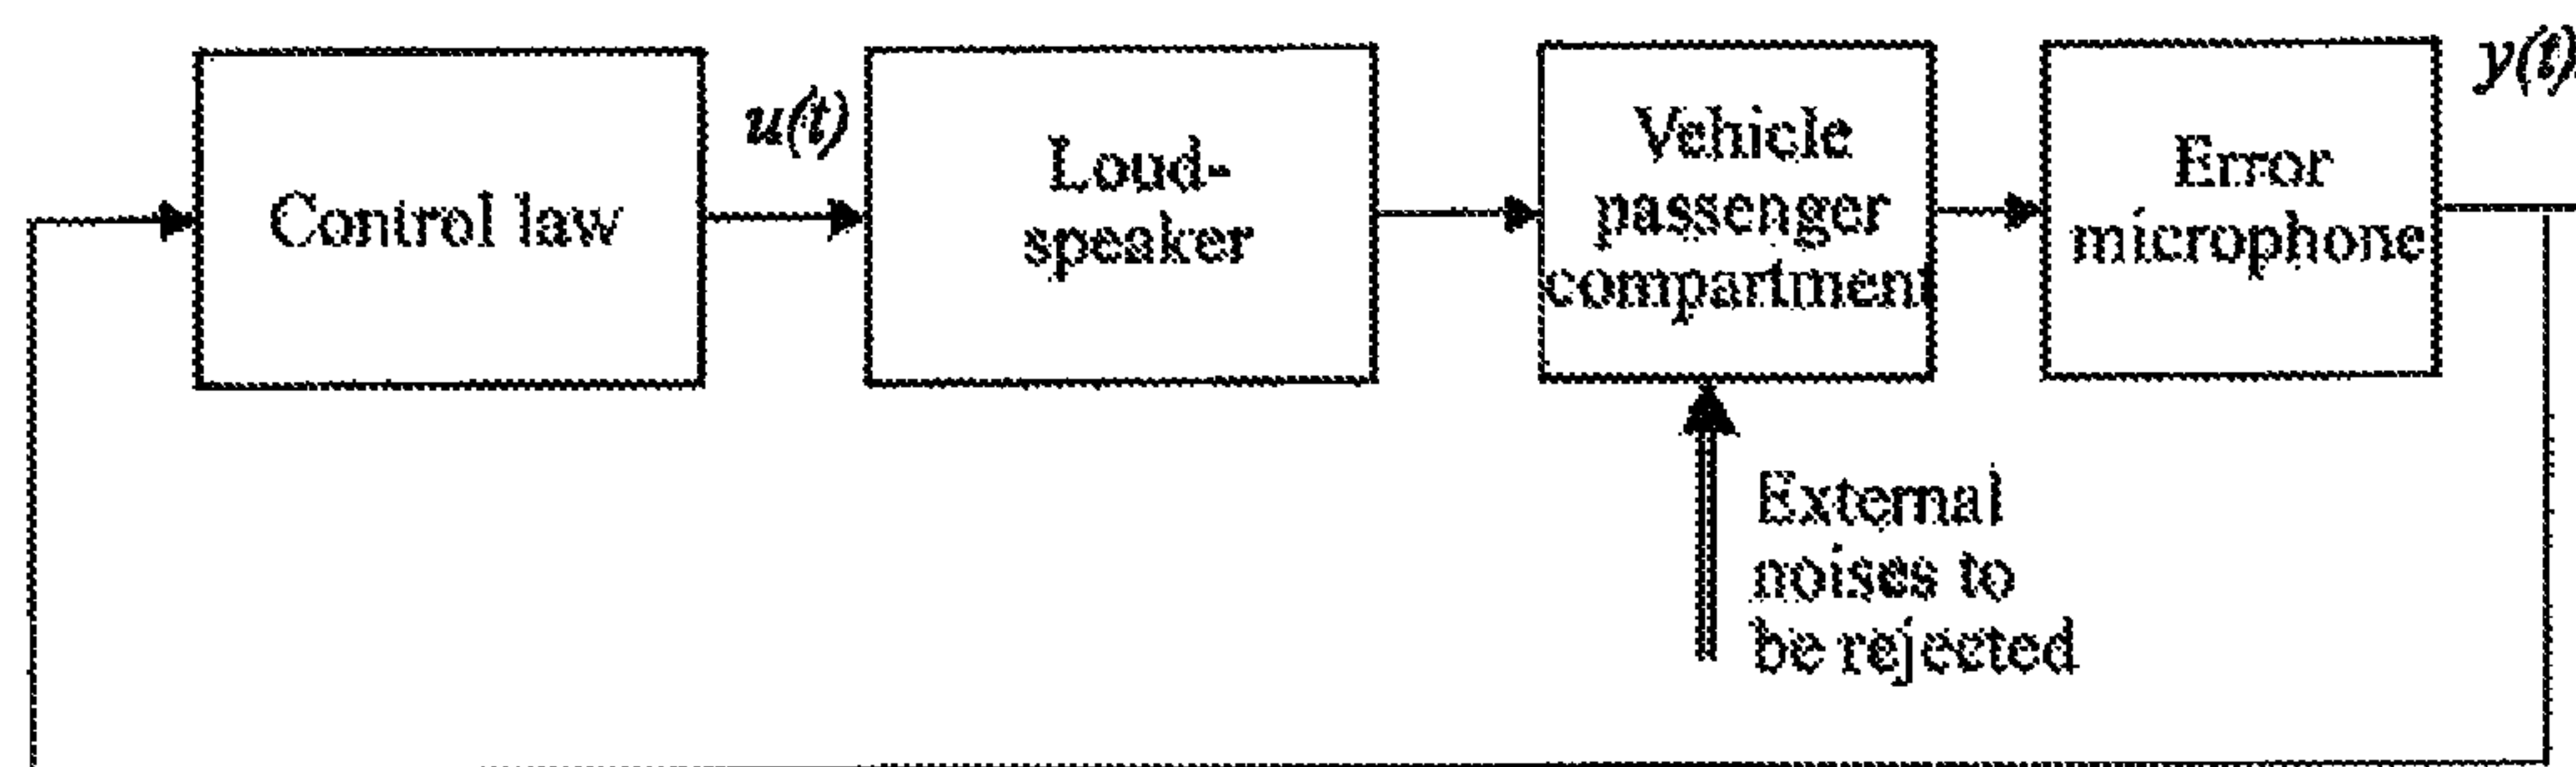 Control law
u(t)
Loud-
speaker
Vehicle
passenger
compartment
Error
microphone
y(t)
External
noises to
be rejected